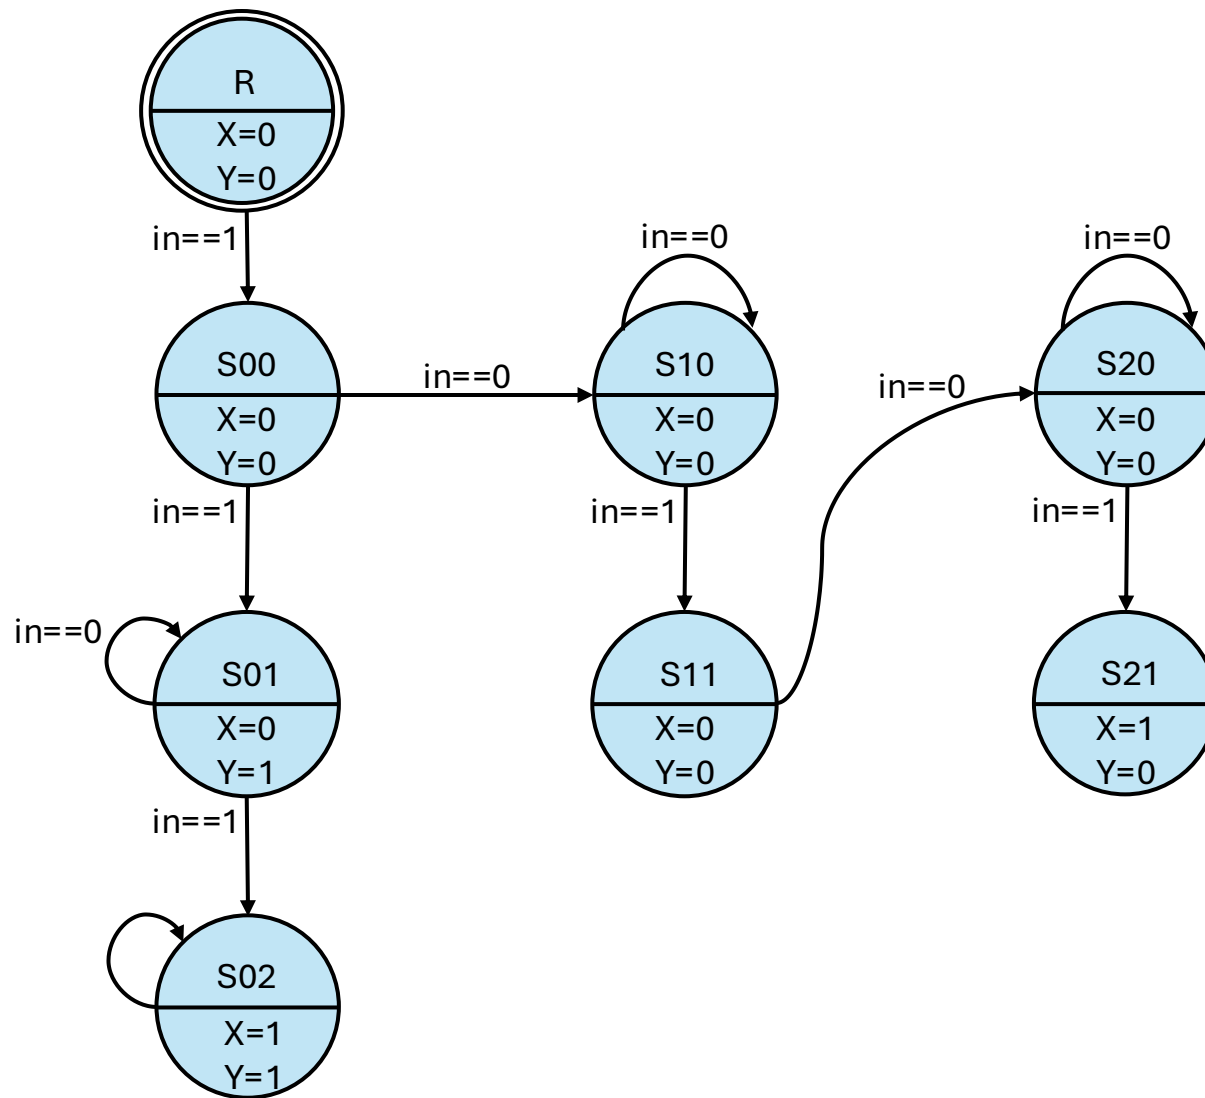 R
X=0
Y=0
in==1
in==0
in==0
S00
X=0
Y=0
in==0
S10
X=0
Y=0
in==0
S20
X=0
Y=0
in==1
in==1
in==1
in==0
S01
X=0
Y=1
S11
X=0
Y=0
S21
X=1
Y=0
in==1
S02
X=1
Y=1